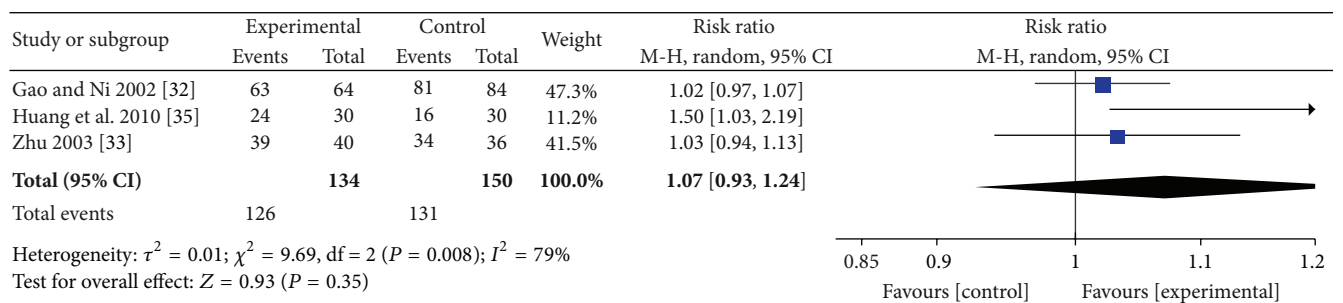 Study or subgroup Experimental Control Weight Risk ratio Risk ratio
Events Total Events Total M-H, random, 95% CI M-H, random, 95% CI
Gao and Ni 2002 [32] 63 64 81 84 47.3% 1.02 [0.97, 1.07]
Huang et al. 2010 [35] 24 30 16 30 11.2% 1.50 [1.03, 2.19]
Zhu 2003 [33] 39 40 34 36 41.5% 1.03 [0.94, 1.13]
Total (95% CI) 134 150 100.0% 1.07 [0.93, 1.24]
Total events 126 131
Heterogeneity: τ² = 0.01; χ² = 9.69, df = 2 (P = 0.008); I² = 79%
Test for overall effect: Z = 0.93 (P = 0.35)
0.85 0.9 1 1.1 1.2
Favours [control] Favours [experimental]